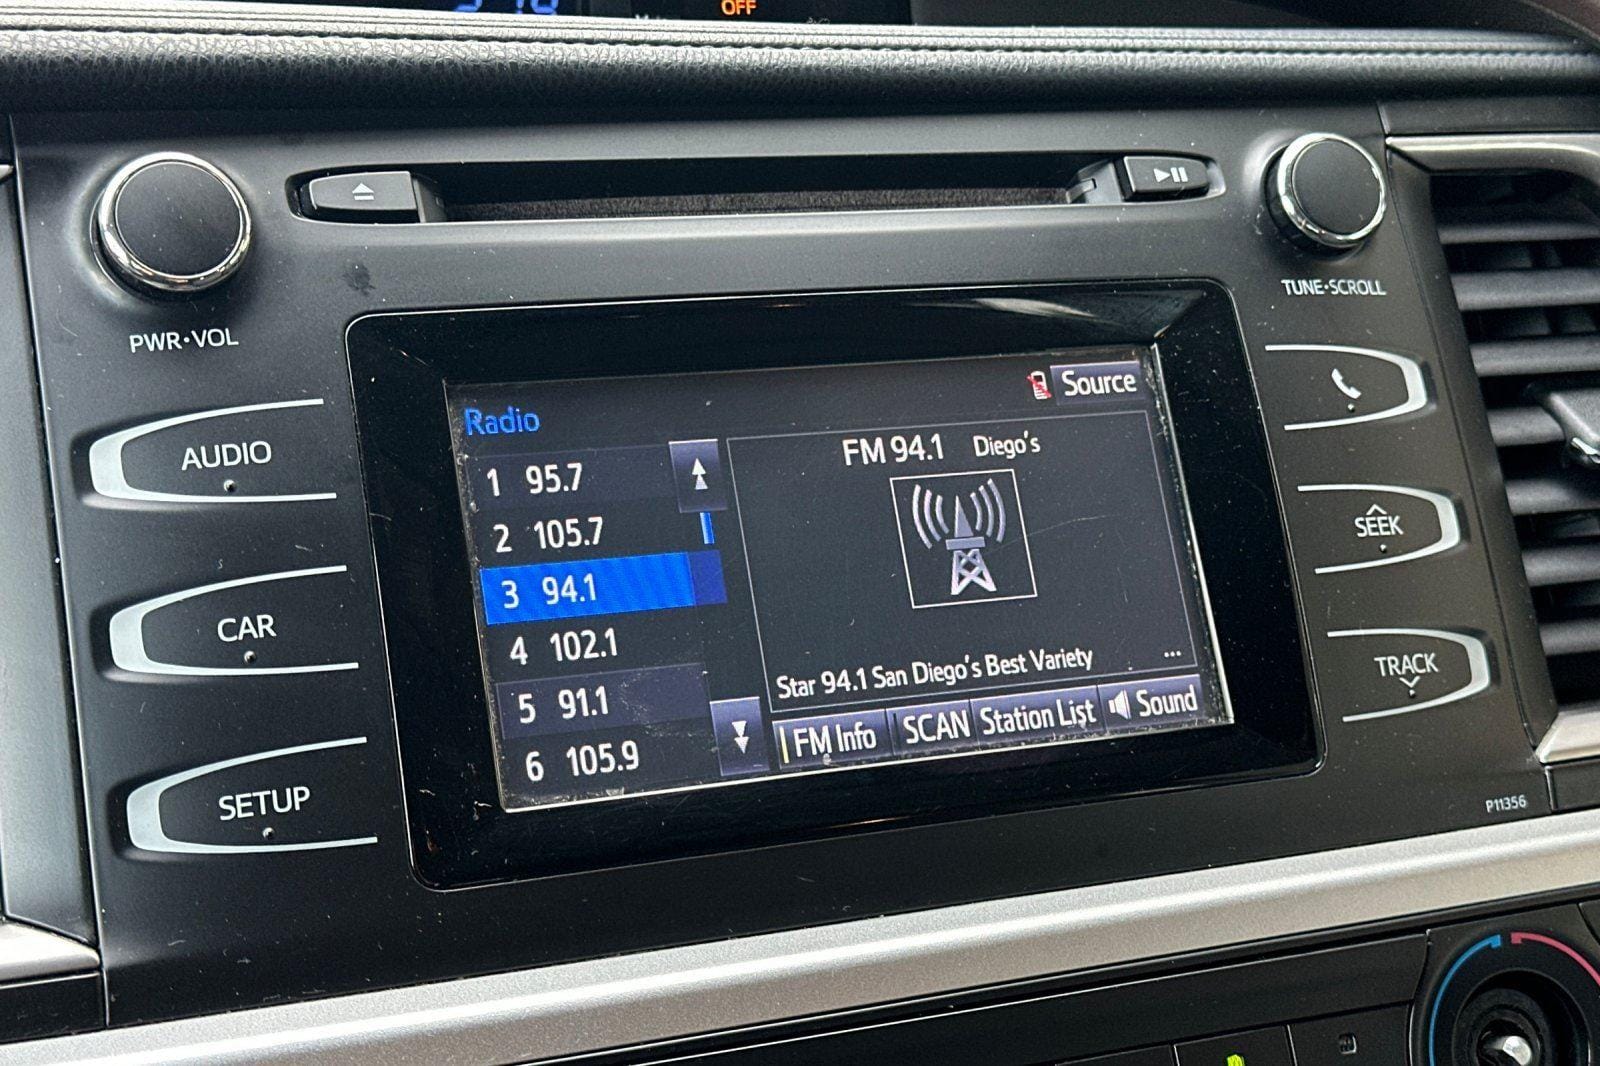 OFF
PWR•VOL
TUNE•SCROLL
AUDIO
CAR
SETUP
Radio
Source
1 95.7
2 105.7
3 94.1
4 102.1
5 91.1
6 105.9
FM 94.1 Diego's
Star 94.1 San Diego's Best Variety ...
FM Info
SCAN
Station List
Sound
SEEK
TRACK
P11356